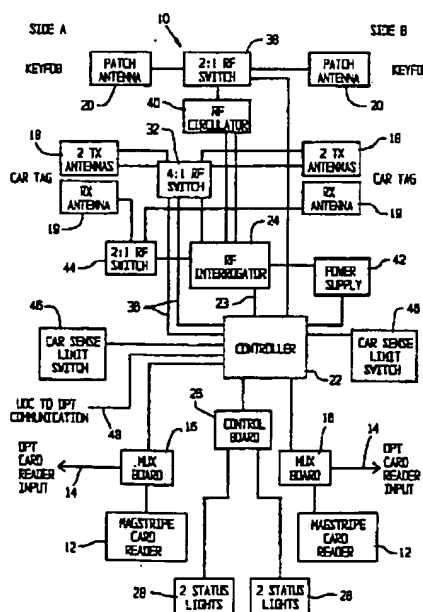 SIDE A
10
38
SIDE B
KEYFOB
PATCH ANTENNA
2:1 RF SWITCH
PATCH ANTENNA
KEYFO
20
40
RF CIRCULATOR
20
18
32
18
2 TX ANTENNAS
4:1 RF SWITCH
2 TX ANTENNAS
CAR TAG
CAR TAG
RX ANTENNA
24
RX ANTENNA
19
19
2:1 RF SWITCH
RF INTERROGATOR
42
44
POWER SUPPLY
23
46
36
46
CAR SENSE LIMIT SWITCH
CONTROLLER
CAR SENSE LIMIT SWITCH
22
UDC TO OPT COMMUNICATION
26
48
16
CONTROL BOARD
16
14
OPT CARD READER INPUT
MUX BOARD
MUX BOARD
OPT CARD READER INPUT
14
MAGSTRIPE CARD READER
MAGSTRIPE CARD READER
12
12
2 STATUS LIGHTS
2 STATUS LIGHTS
28
28